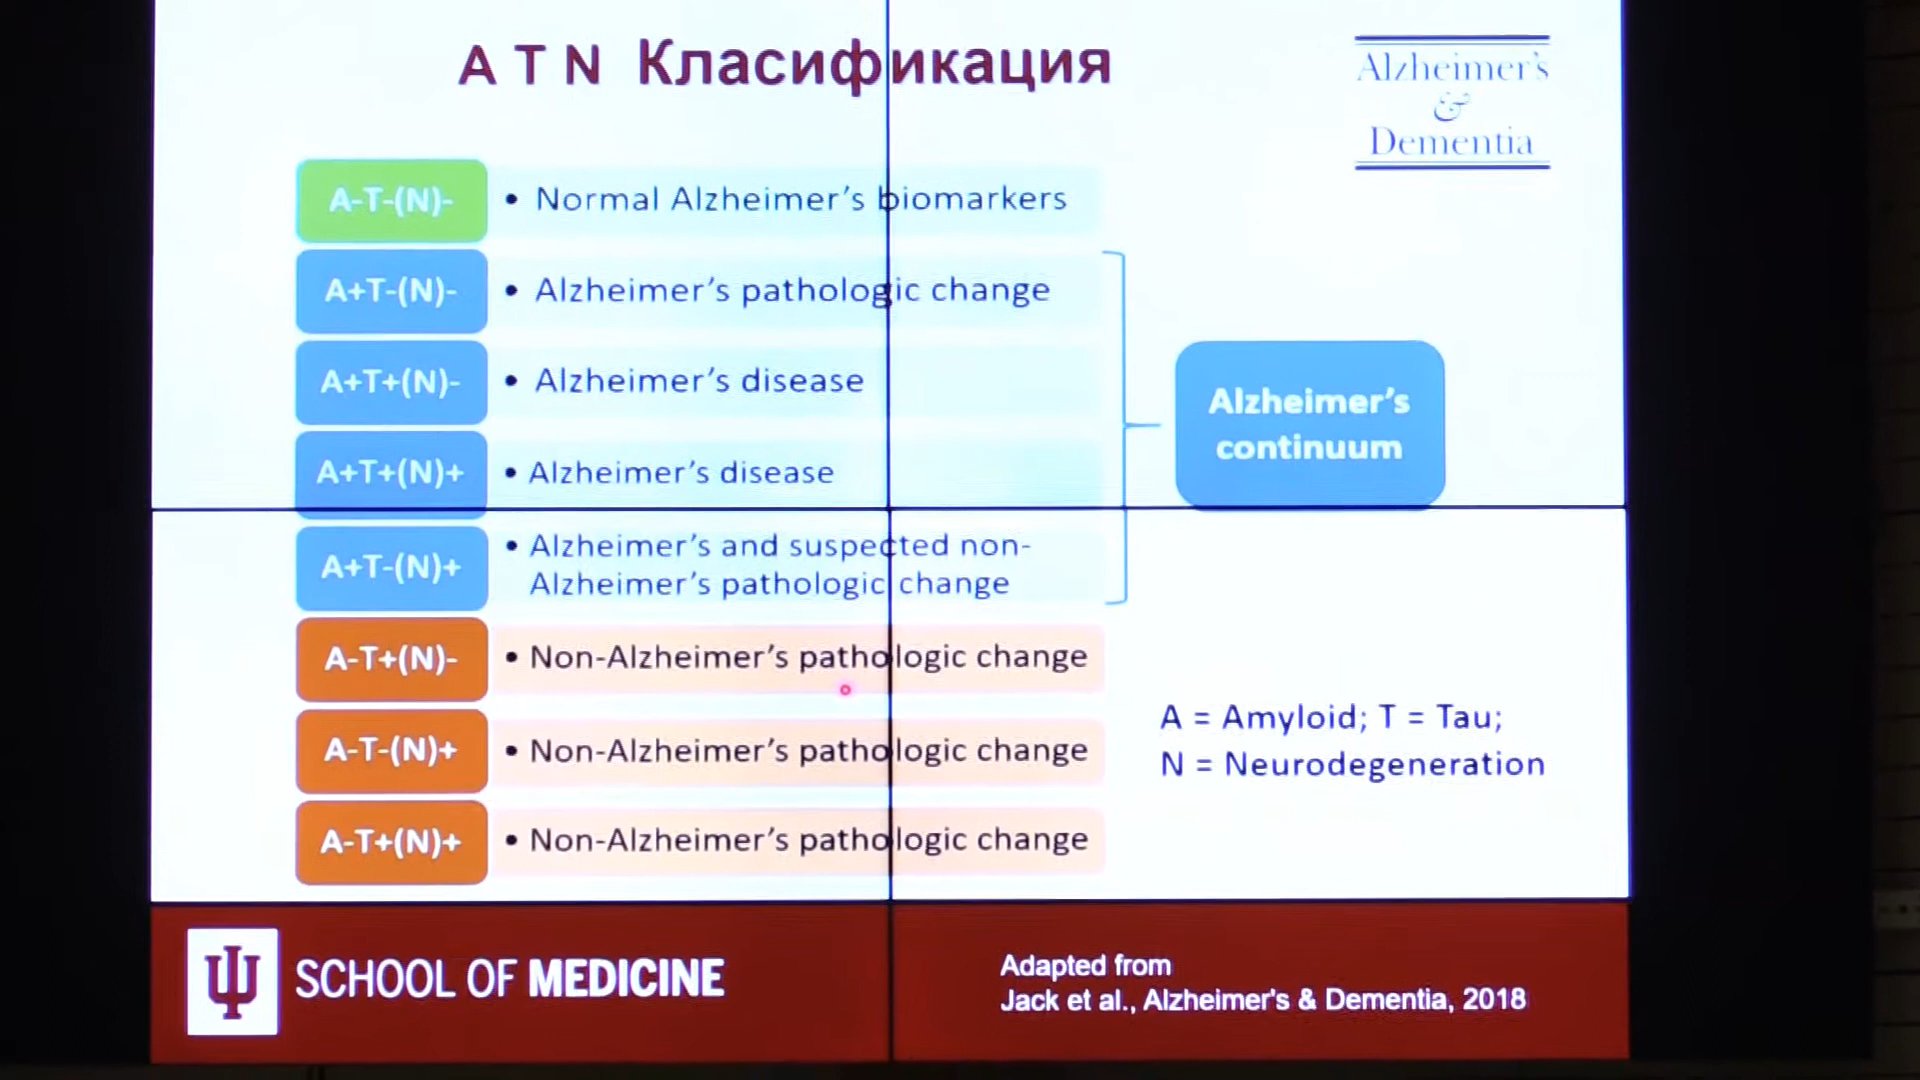 A T N Класификация
Alzheimer's
&
Dementia
A-T-(N)-
• Normal Alzheimer's biomarkers
A+T-(N)-
• Alzheimer's pathologic change
A+T+(N)-
• Alzheimer's disease
A+T+(N)+
• Alzheimer's disease
A+T-(N)+
• Alzheimer's and suspected non-
Alzheimer's pathologic change
Alzheimer's
continuum
A-T+(N)-
• Non-Alzheimer's pathologic change
A-T-(N)+
• Non-Alzheimer's pathologic change
A-T+(N)+
• Non-Alzheimer's pathologic change
A = Amyloid; T = Tau;
N = Neurodegeneration
SCHOOL OF MEDICINE
Adapted from
Jack et al., Alzheimer's & Dementia, 2018